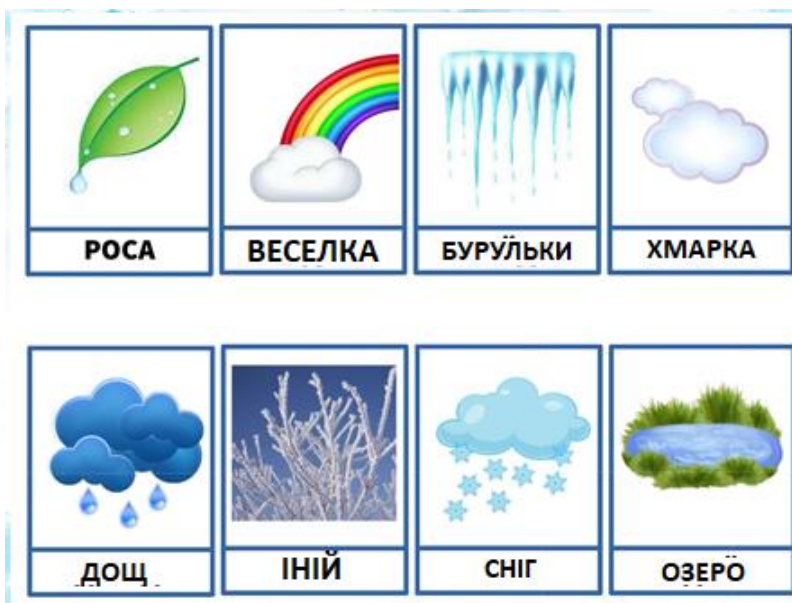 РОСА
ВЕСЕЛКА
БУРУЛЬКИ
ХМАРКА
ДОЩ
ІНІЙ
СНІГ
ОЗЕРО